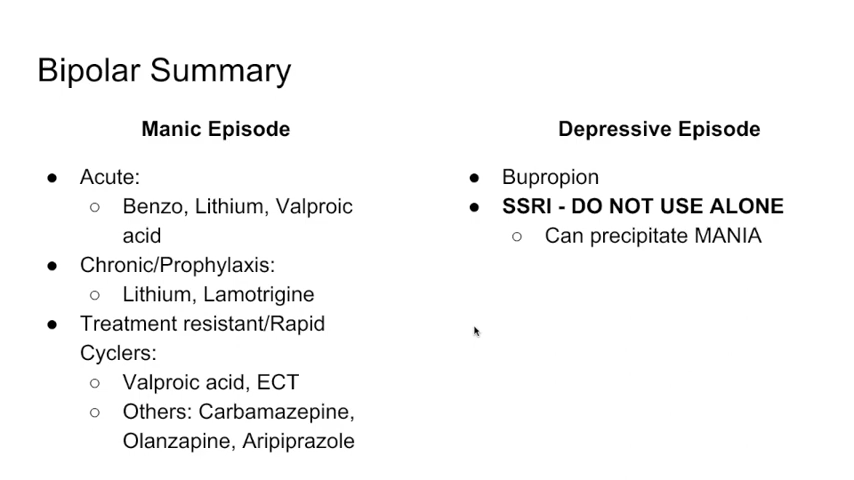 Bipolar Summary
Manic Episode
● Acute:
○ Benzo, Lithium, Valproic
acid
● Chronic/Prophylaxis:
○ Lithium, Lamotrigine
● Treatment resistant/Rapid
Cyclers:
○ Valproic acid, ECT
○ Others: Carbamazepine,
Olanzapine, Aripiprazole
Depressive Episode
● Bupropion
● SSRI - DO NOT USE ALONE
○ Can precipitate MANIA